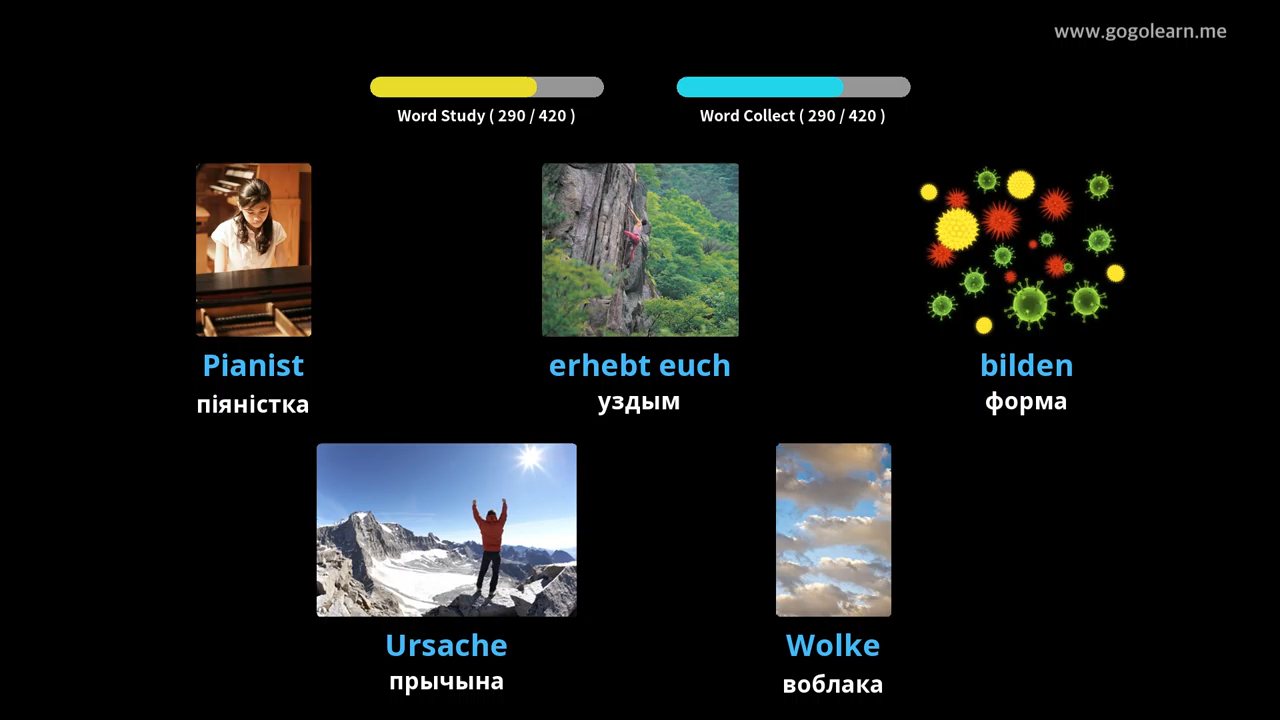 www.gogolearn.me
Word Study ( 290 / 420 )
Word Collect ( 290 / 420 )
Pianist
піяністка
erhebt euch
уздым
bilden
форма
Ursache
прычына
Wolke
воблака